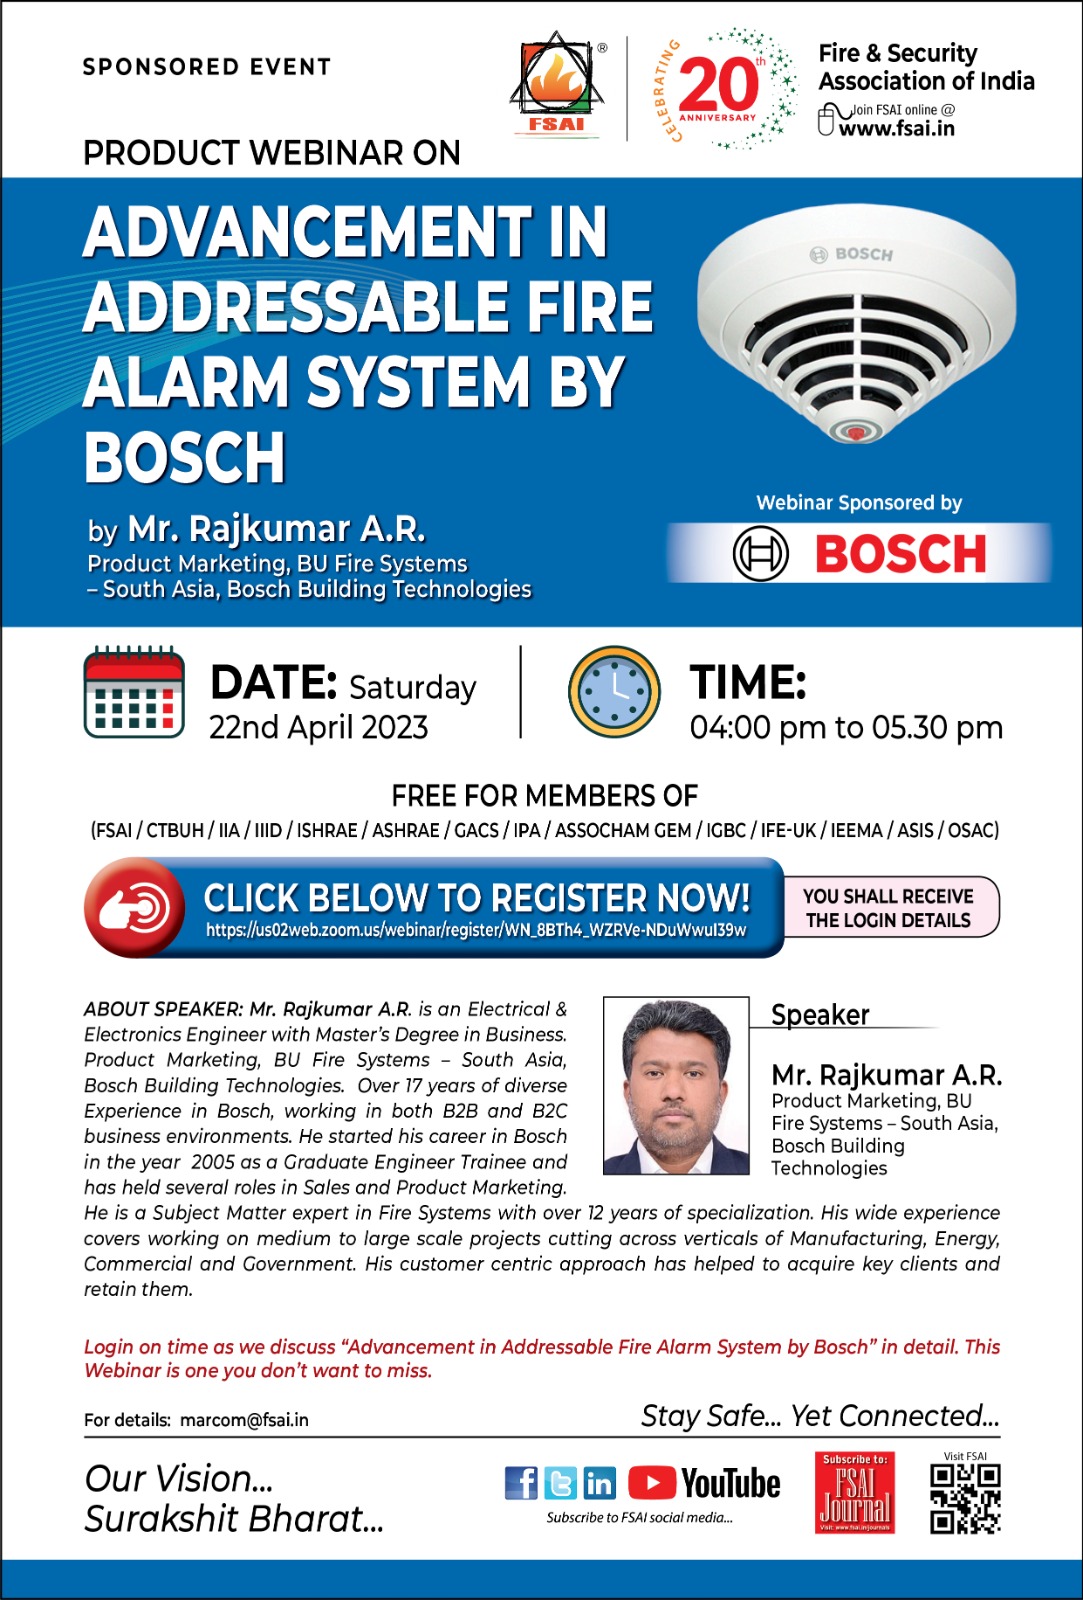 SPONSORED EVENT
FSAI
®
CELEBRATING
20th
ANNIVERSARY
Fire & Security
Association of India
Join FSAI online @
www.fsai.in
PRODUCT WEBINAR ON
ADVANCEMENT IN
ADDRESSABLE FIRE
ALARM SYSTEM BY
BOSCH
BOSCH
by Mr. Rajkumar A.R.
Product Marketing, BU Fire Systems
– South Asia, Bosch Building Technologies
Webinar Sponsored by
BOSCH
DATE: Saturday
22nd April 2023
TIME:
04:00 pm to 05.30 pm
FREE FOR MEMBERS OF
(FSAI / CTBUH / IIA / IIID / ISHRAE / ASHRAE / GACS / IPA / ASSOCHAM GEM / IGBC / IFE-UK / IEEMA / ASIS / OSAC)
CLICK BELOW TO REGISTER NOW!
https://us02web.zoom.us/webinar/register/WN_8BTh4_WZRVe-NDuWwuI39w
YOU SHALL RECEIVE
THE LOGIN DETAILS
ABOUT SPEAKER: Mr. Rajkumar A.R. is an Electrical &
Electronics Engineer with Master's Degree in Business.
Product Marketing, BU Fire Systems – South Asia,
Bosch Building Technologies. Over 17 years of diverse
Experience in Bosch, working in both B2B and B2C
business environments. He started his career in Bosch
in the year 2005 as a Graduate Engineer Trainee and
has held several roles in Sales and Product Marketing.
He is a Subject Matter expert in Fire Systems with over 12 years of specialization. His wide experience
covers working on medium to large scale projects cutting across verticals of Manufacturing, Energy,
Commercial and Government. His customer centric approach has helped to acquire key clients and
retain them.
Speaker
Mr. Rajkumar A.R.
Product Marketing, BU
Fire Systems – South Asia,
Bosch Building
Technologies
Login on time as we discuss “Advancement in Addressable Fire Alarm System by Bosch” in detail. This
Webinar is one you don't want to miss.
For details: marcom@fsai.in
Stay Safe... Yet Connected...
Our Vision...
Surakshit Bharat...
YouTube
Subscribe to FSAI social media...
Subscribe to:
FSAI
Journal
Visit: www.fsai.in/journals
Visit FSAI